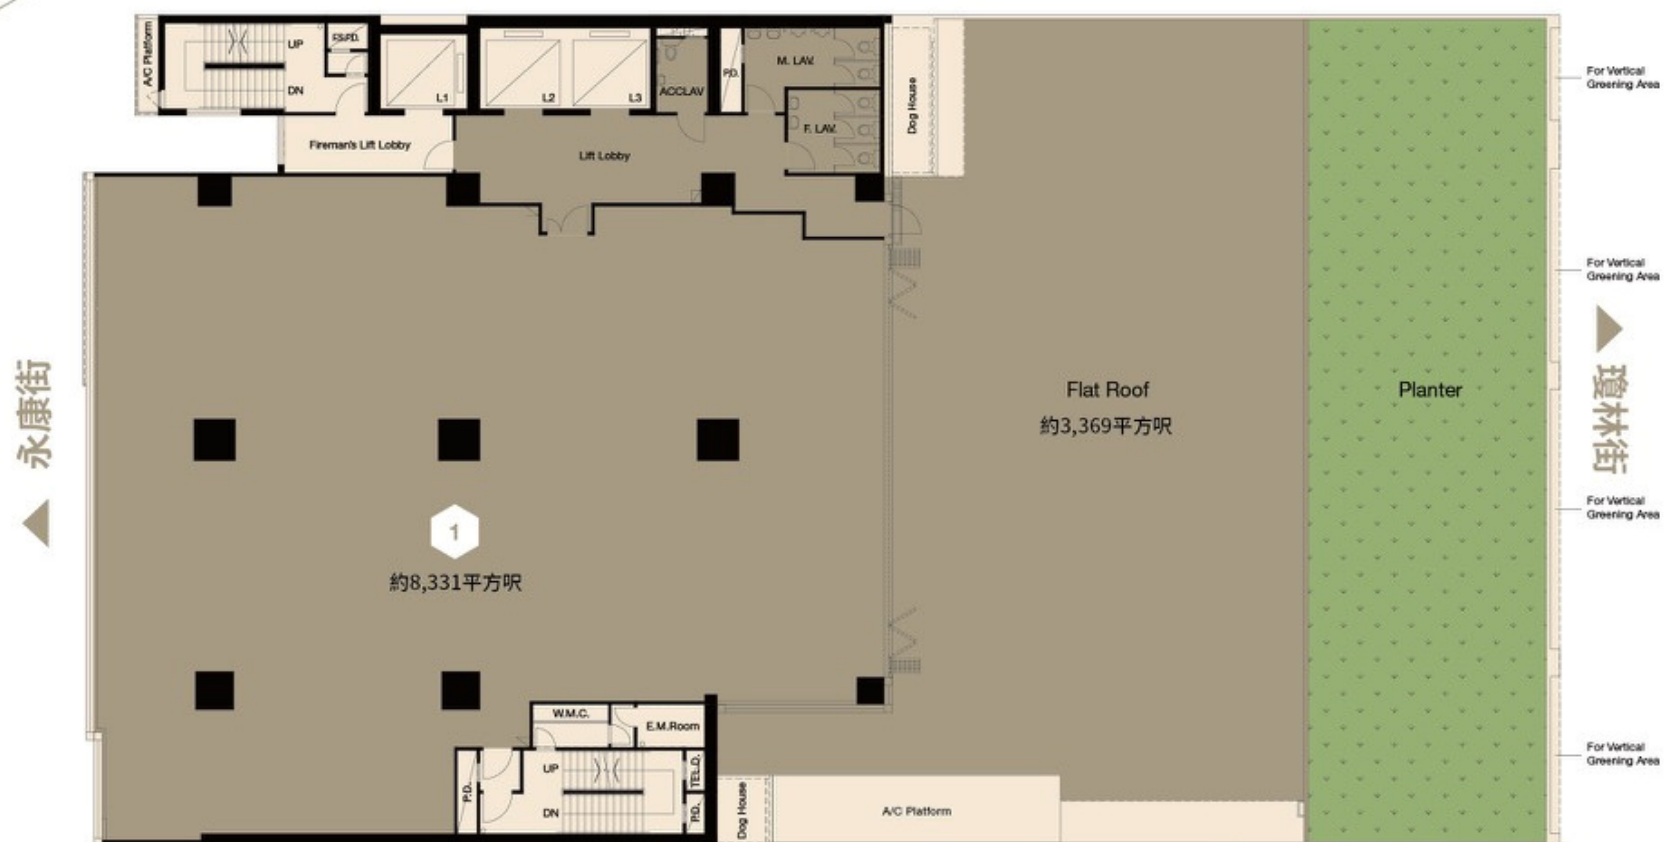 A/C Platform
UP
DN
F.S.P.D.
L1
L2
L3
ACCLAV
P.D.
M. LAV.
F. LAV.
Dog House
Fireman's Lift Lobby
Lift Lobby
For Vertical
Greening Area
For Vertical
Greening Area
永康街
瓊林街
Flat Roof
約3,369平方呎
Planter
For Vertical
Greening Area
1
約8,331平方呎
W.M.C.
E.M.Room
UP
DN
P.D.
TEL.D.
P.D.
Dog House
A/C Platform
For Vertical
Greening Area